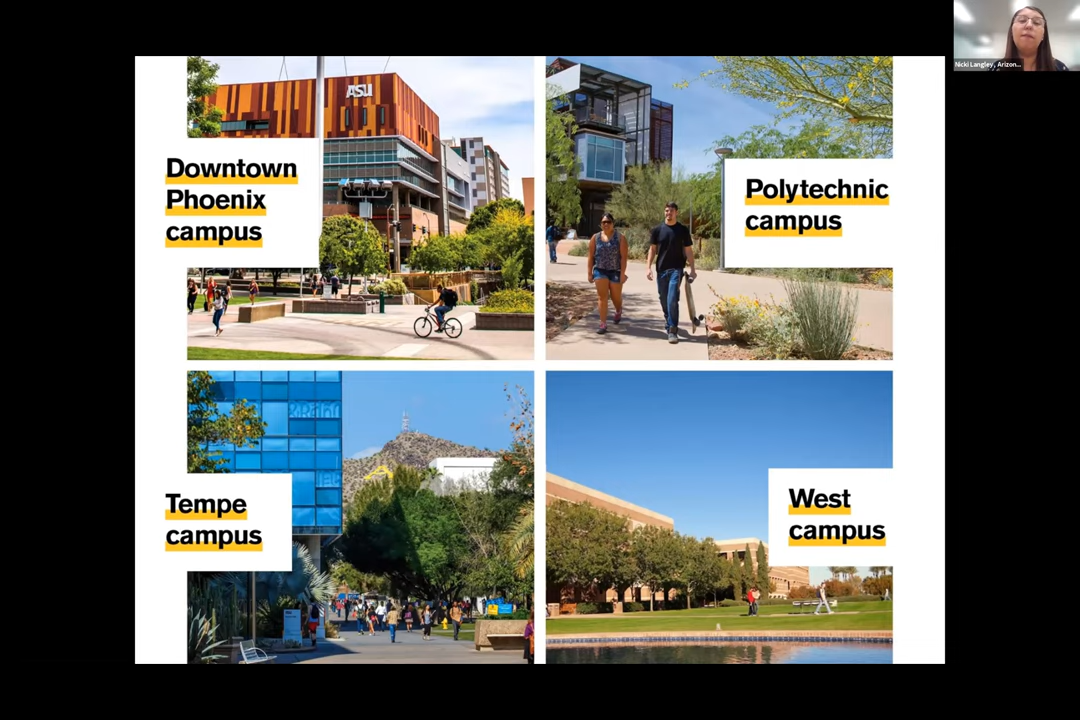 Nicki Langley, Arizon...
ASU
Downtown
Phoenix
campus
Polytechnic
campus
Tempe
campus
West
campus